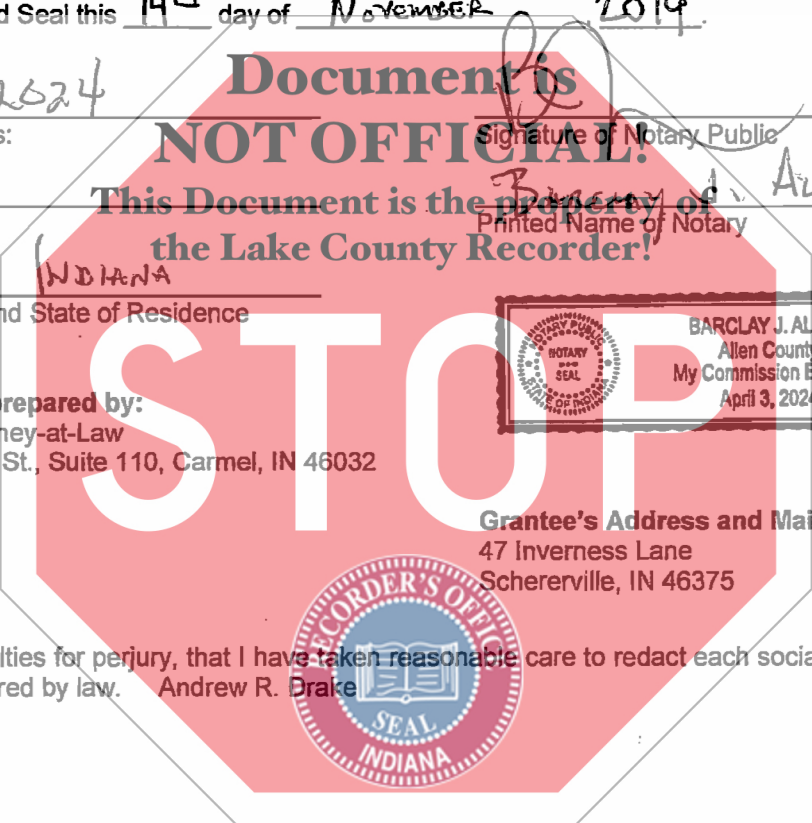 d Seal this 14th day of NOVEMBER 2019.
Document is
2024
NOT OFFICIAL!
s:
Signature of Notary Public
This Document is the property of
Barclay J. Al
Printed Name of Notary
the Lake County Recorder!
INDIANA
nd State of Residence
BARCLAY J. AL
Allen County
My Commission E
April 3, 2024
NOTARY PUBLIC
NOTARY
SEAL
STATE OF INDIANA
STOP
prepared by:
ney-at-Law
St., Suite 110, Carmel, IN 46032
Grantee's Address and Mai
47 Inverness Lane
Schererville, IN 46375
RECORDER'S OFFICE
SEAL
INDIANA
lties for perjury, that I have taken reasonable care to redact each socia
red by law. Andrew R. Drake